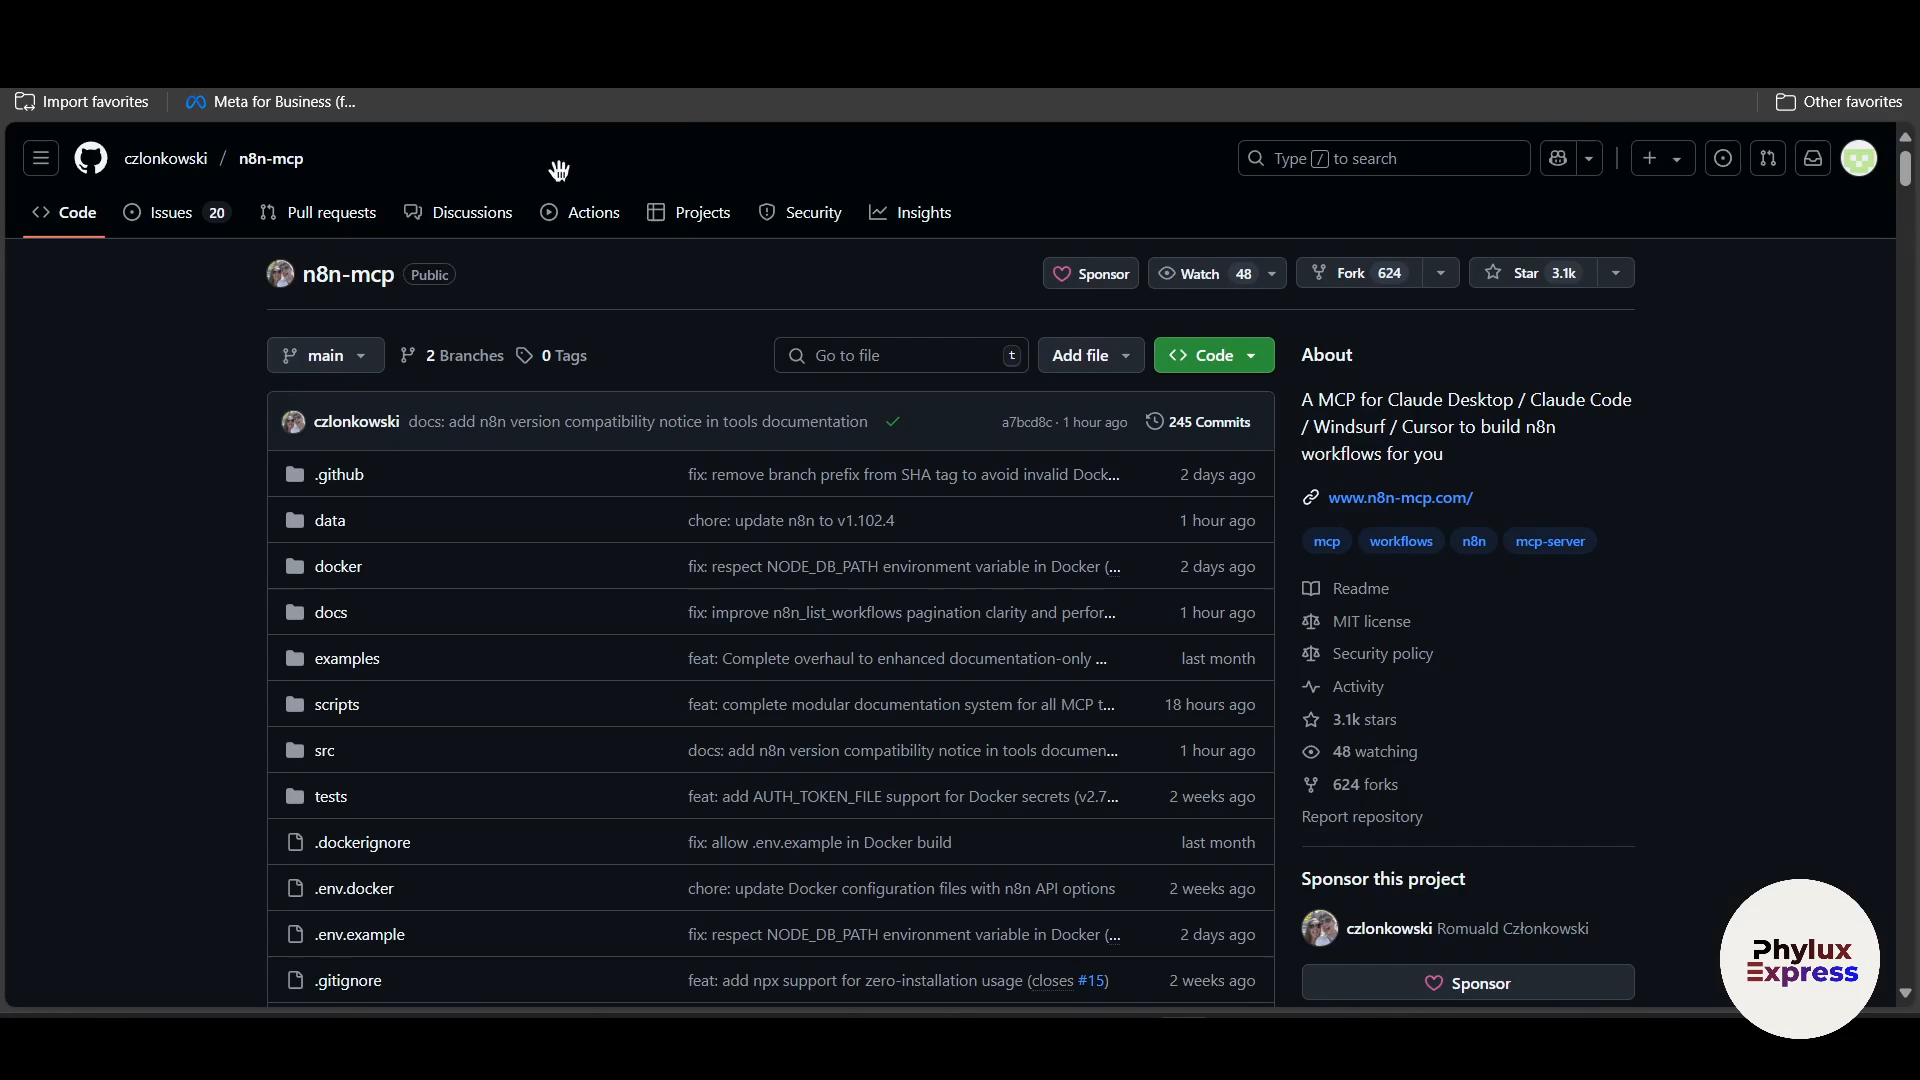 Import favorites
Meta for Business (f...
Other favorites
czlonkowski / n8n-mcp
Type / to search
Code
Issues 20
Pull requests
Discussions
Actions
Projects
Security
Insights
n8n-mcp Public
Sponsor
Watch 48
Fork 624
Star 3.1k
main
2 Branches
0 Tags
Go to file t
Add file
Code
czlonkowski docs: add n8n version compatibility notice in tools documentation
a7bcd8c · 1 hour ago
245 Commits
.github fix: remove branch prefix from SHA tag to avoid invalid Dock... 2 days ago
data chore: update n8n to v1.102.4 1 hour ago
docker fix: respect NODE_DB_PATH environment variable in Docker (... 2 days ago
docs fix: improve n8n_list_workflows pagination clarity and perfor... 1 hour ago
examples feat: Complete overhaul to enhanced documentation-only ... last month
scripts feat: complete modular documentation system for all MCP t... 18 hours ago
src docs: add n8n version compatibility notice in tools documen... 1 hour ago
tests feat: add AUTH_TOKEN_FILE support for Docker secrets (v2.7... 2 weeks ago
.dockerignore fix: allow .env.example in Docker build last month
.env.docker chore: update Docker configuration files with n8n API options 2 weeks ago
.env.example fix: respect NODE_DB_PATH environment variable in Docker (... 2 days ago
.gitignore feat: add npx support for zero-installation usage (closes #15) 2 weeks ago
About
A MCP for Claude Desktop / Claude Code
/ Windsurf / Cursor to build n8n
workflows for you
www.n8n-mcp.com/
mcp workflows n8n mcp-server
Readme
MIT license
Security policy
Activity
3.1k stars
48 watching
624 forks
Report repository
Sponsor this project
czlonkowski Romuald Członkowski
Sponsor
Phylux
Express